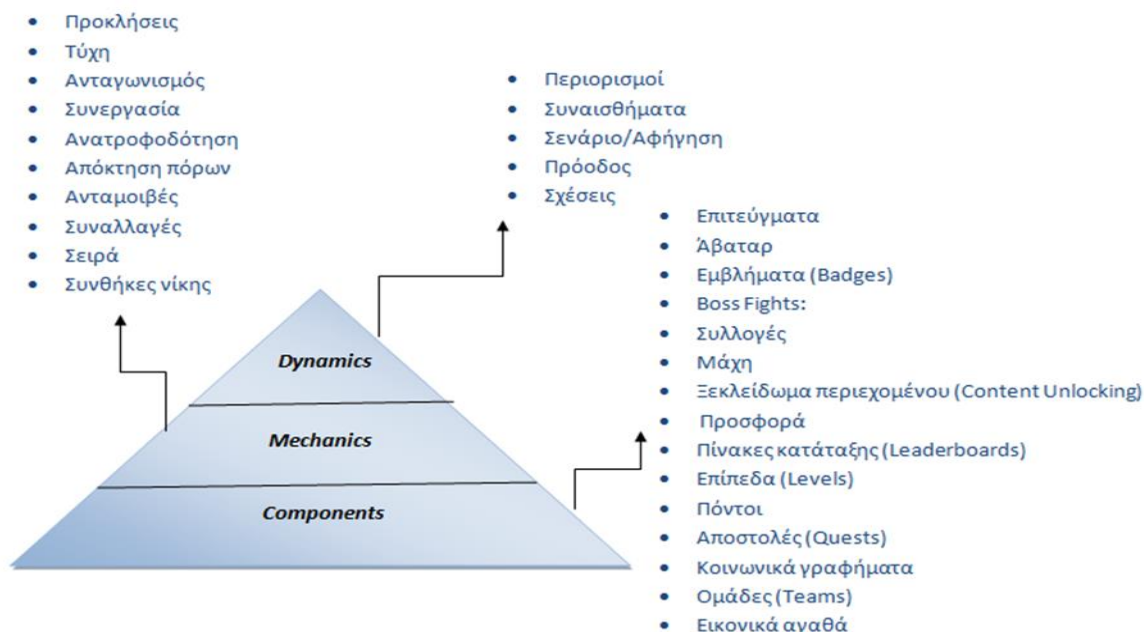 • Προκλήσεις
• Τύχη
• Ανταγωνισμός
• Συνεργασία
• Ανατροφοδότηση
• Απόκτηση πόρων
• Ανταμοιβές
• Συναλλαγές
• Σειρά
• Συνθήκες νίκης
• Περιορισμοί
• Συναισθήματα
• Σενάριο/Αφήγηση
• Πρόοδος
• Σχέσεις
• Επιτεύγματα
• Άβαταρ
• Εμβλήματα (Badges)
• Boss Fights:
• Συλλογές
• Μάχη
• Ξεκλείδωμα περιεχομένου (Content Unlocking)
• Προσφορά
• Πίνακες κατάταξης (Leaderboards)
• Επίπεδα (Levels)
• Πόντοι
• Αποστολές (Quests)
• Κοινωνικά γραφήματα
• Ομάδες (Teams)
• Εικονικά αγαθά
Dynamics
Mechanics
Components